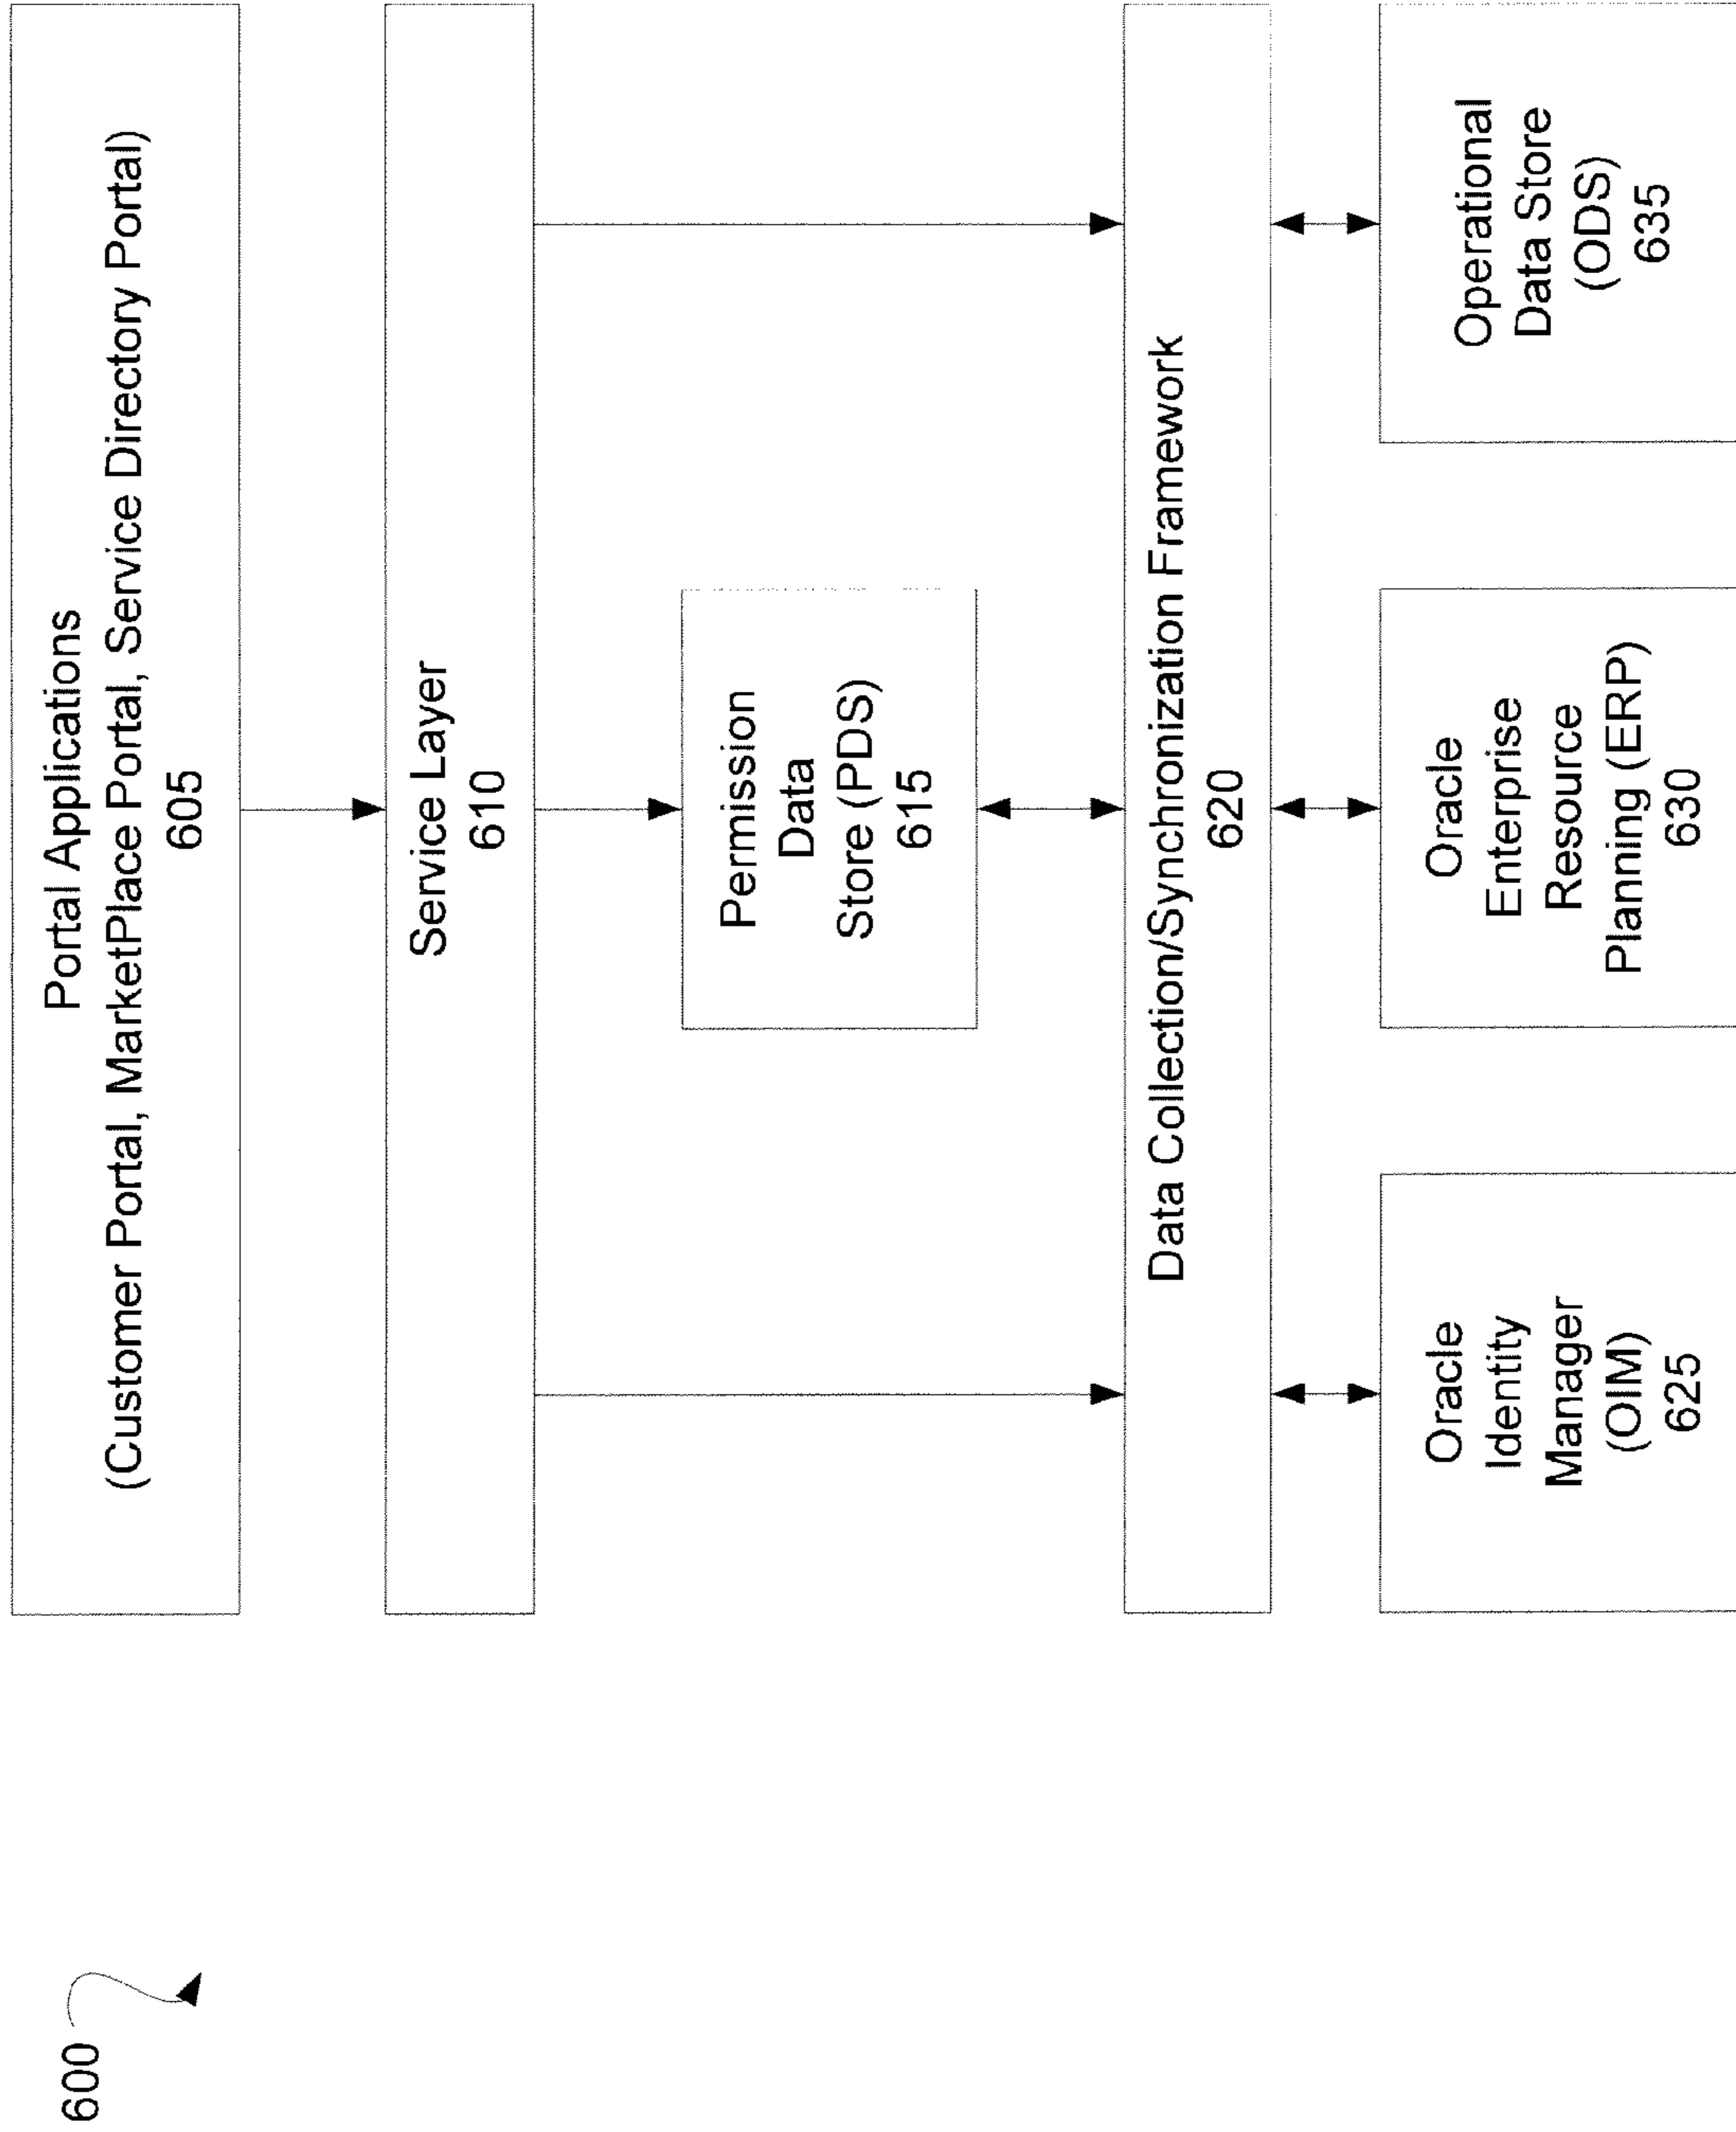 600
Portal Applications
(Customer Portal, MarketPlace Portal, Service Directory Portal)
605
Service Layer
610
Permission
Data
Store (PDS)
615
Data Collection/Synchronization Framework
620
Oracle
Identity
Manager
(OIM)
625
Oracle
Enterprise
Resource
Planning (ERP)
630
Operational
Data Store
(ODS)
635